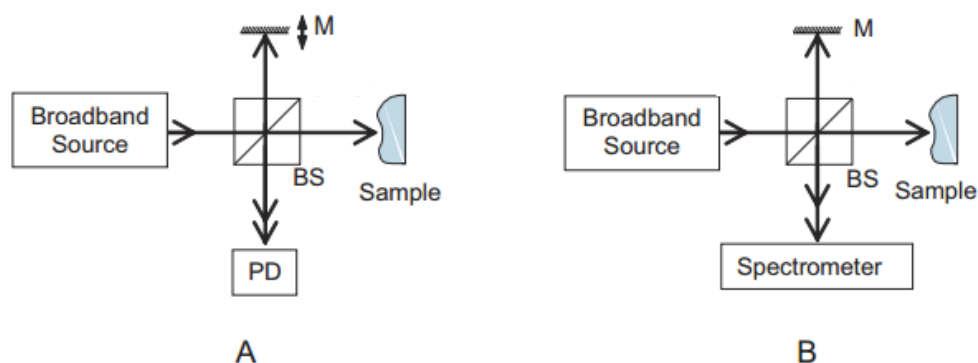 M
Broadband
Source
BS
Sample
PD
A
M
Broadband
Source
BS
Sample
Spectrometer
B